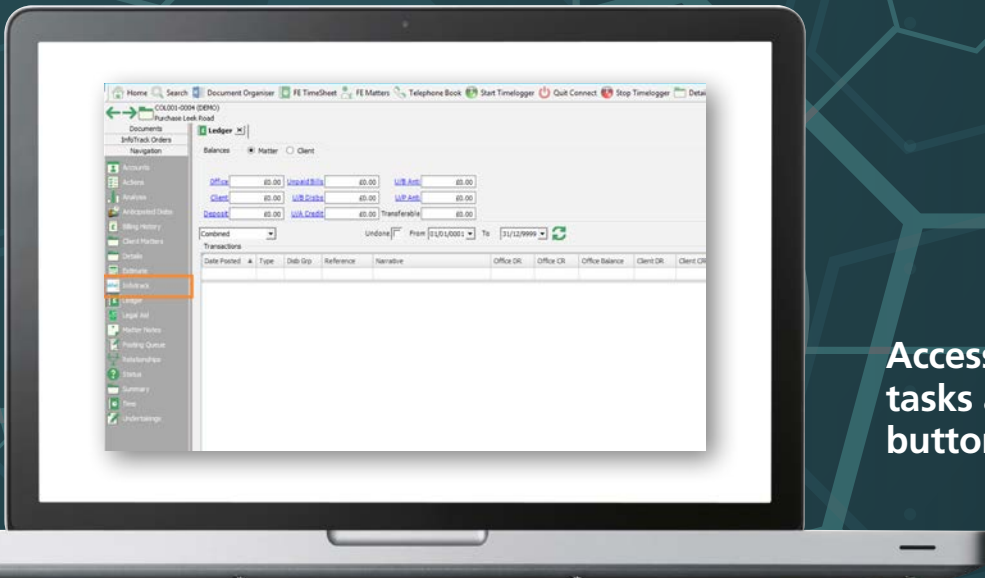 Home Search Document Organiser FE TimeSheet FE Matters Telephone Book Start Timelogger Quit Connect Stop Timelogger Detai
COL001-0004 (DEMO)
Purchase Leek Road
Documents
InfoTrack Orders
Navigation
Ledger
Balances Matter Client
Office £0.00 Unpaid Bills £0.00 U/B Anti £0.00
Client £0.00 U/B Disbs £0.00 U/P Anti £0.00
Deposit £0.00 U/A Credit £0.00 Transferable £0.00
Combined Undone From 01/01/0001 To 31/12/9999
Transactions
Date Posted Type Disb Grp Reference Narrative Office DR Office CR Office Balance Client DR Client CR
Accounts
Actions
Analysis
Anticipated Disbs
Billing History
Client Matters
Details
Estimate
Infotrack
Ledger
Legal Aid
Matter Notes
Posting Queue
Relationships
Status
Summary
Time
Undertakings
Access
tasks
button